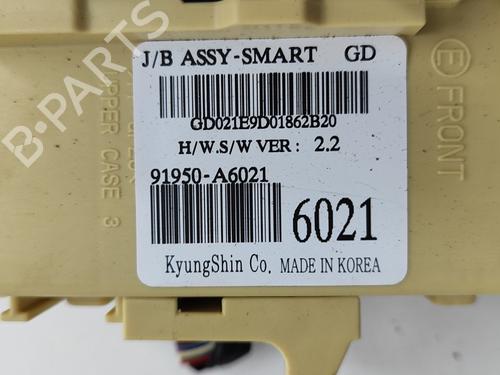 J/B ASSY-SMART GD
GD021E9D01862B20
H/W.S/W VER : 2.2
91950-A6021
6021
KyungShin Co. MADE IN KOREA
E FRONT
UPPER CASE 3
B-PARTS